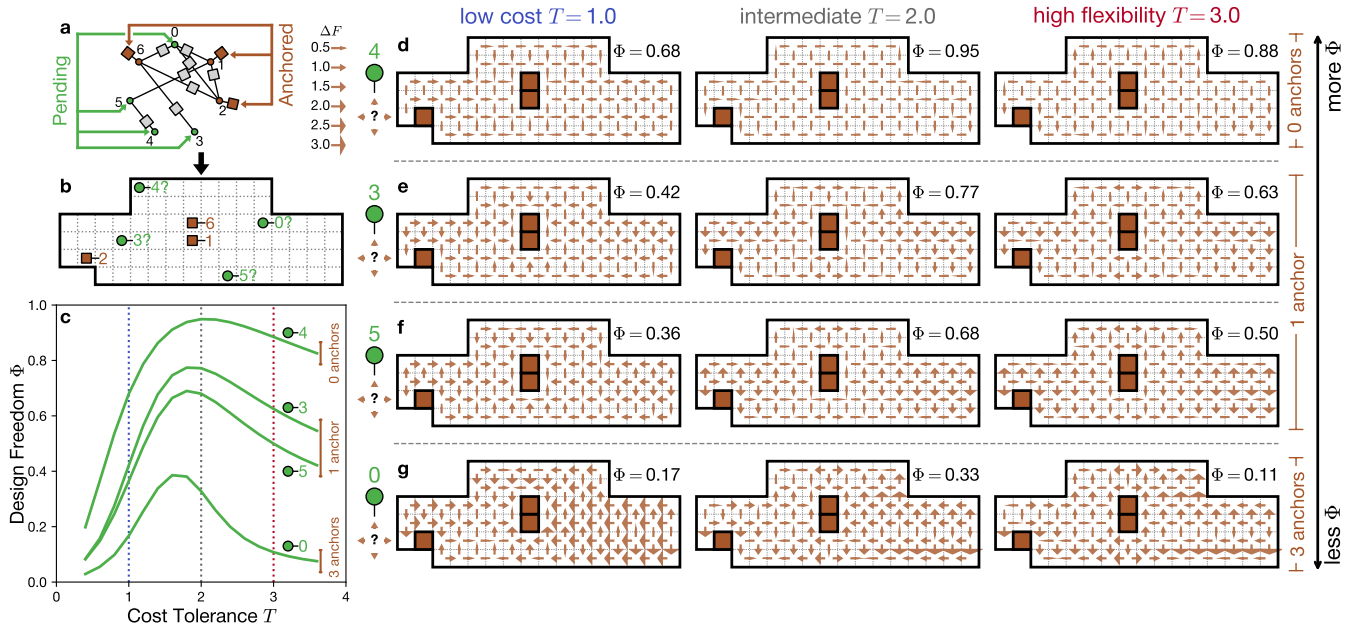 low cost T = 1.0
intermediate T = 2.0
high flexibility T = 3.0
a
Pending
Anchored
0
6
1
5
2
4
3
ΔF
0.5
1.0
1.5
2.0
2.5
3.0
b
4?
6
0?
3?
1
2
5?
c
Design Freedom Φ
1.0
0.8
0.6
0.4
0.2
0.0
0
1
2
3
4
Cost Tolerance T
4
0 anchors
3
1 anchor
5
0
3 anchors
4
?
d
Φ = 0.68
Φ = 0.95
Φ = 0.88
0 anchors
more Φ
3
?
e
Φ = 0.42
Φ = 0.77
Φ = 0.63
1 anchor
5
?
f
Φ = 0.36
Φ = 0.68
Φ = 0.50
0
?
g
Φ = 0.17
Φ = 0.33
Φ = 0.11
3 anchors
less Φ